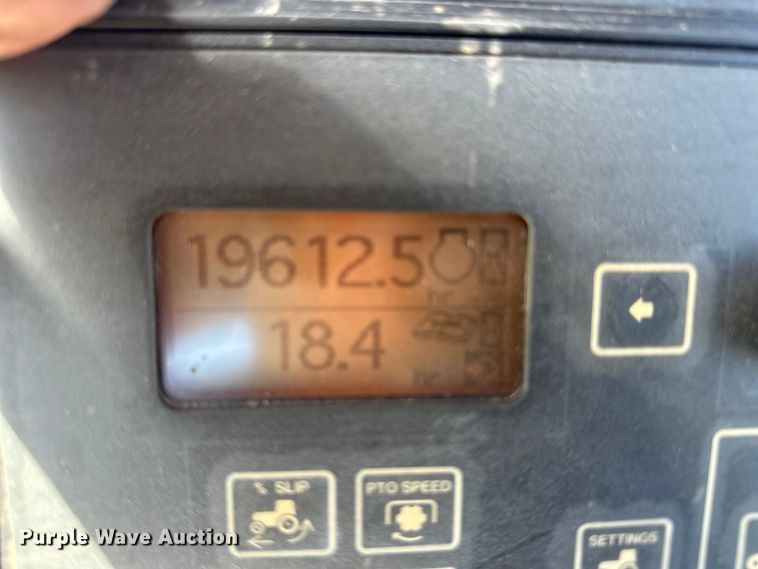 19612.5
hr
18.4
hr
% SLIP
PTO SPEED
SETTINGS
Purple Wave Auction